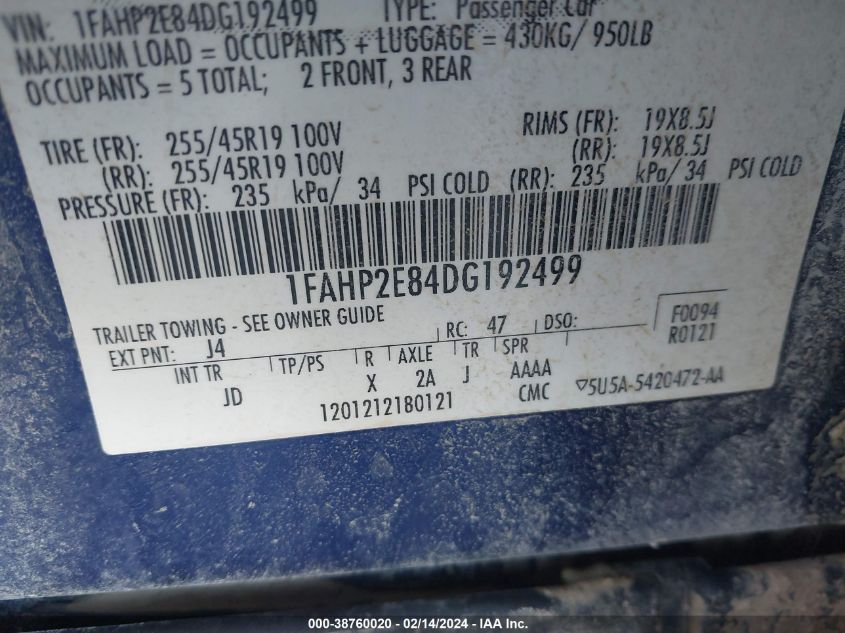 VIN: 1FAHP2E84DG192499 TYPE: Passenger Car
MAXIMUM LOAD = OCCUPANTS + LUGGAGE = 430KG/ 950LB
OCCUPANTS = 5 TOTAL; 2 FRONT, 3 REAR
TIRE (FR): 255/45R19 100V RIMS (FR): 19X8.5J
(RR): 255/45R19 100V (RR): 19X8.5J
PRESSURE (FR): 235 kPa/ 34 PSI COLD (RR): 235 kPa/ 34 PSI COLD
1FAHP2E84DG192499
TRAILER TOWING - SEE OWNER GUIDE F0094
EXT PNT: J4 RC: 47 DSO: R0121
INT TR TP/PS R AXLE TR SPR
JD X 2A J AAAA
1201212180121 CMC ▽5U5A-5420472-AA
000-38760020 - 02/14/2024 - IAA Inc.